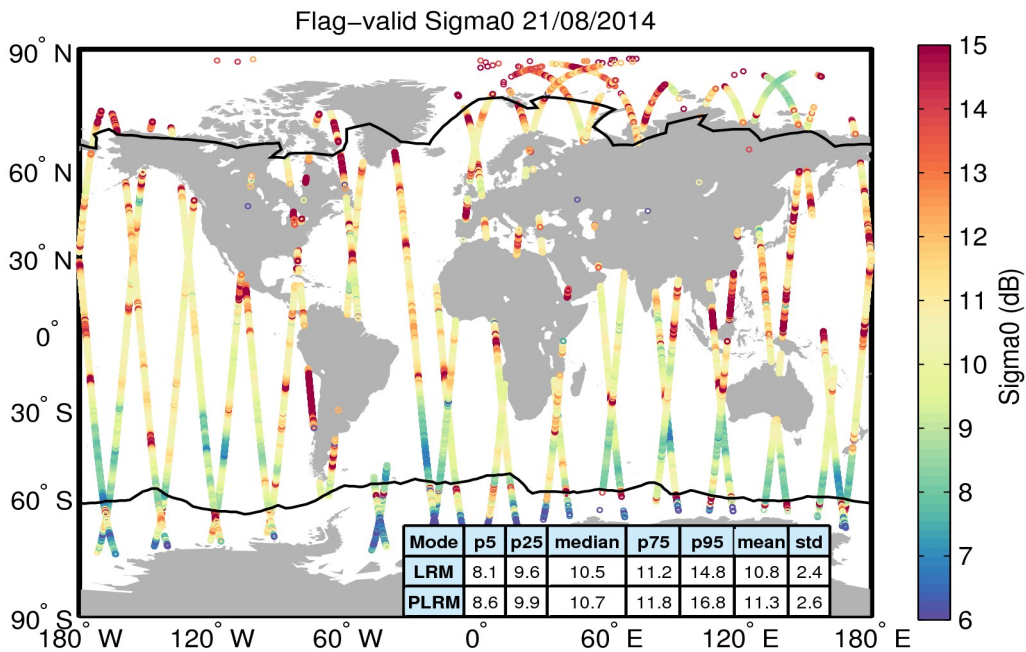 Flag−valid Sigma0 21/08/2014
90° N
60° N
30° N
0°
30° S
60° S
90° S
180° W
120° W
60° W
0°
60° E
120° E
180° E
Mode p5 p25 median p75 p95 mean std
LRM 8.1 9.6 10.5 11.2 14.8 10.8 2.4
PLRM 8.6 9.9 10.7 11.8 16.8 11.3 2.6
15
14
13
12
11
10
9
8
7
6
Sigma0 (dB)